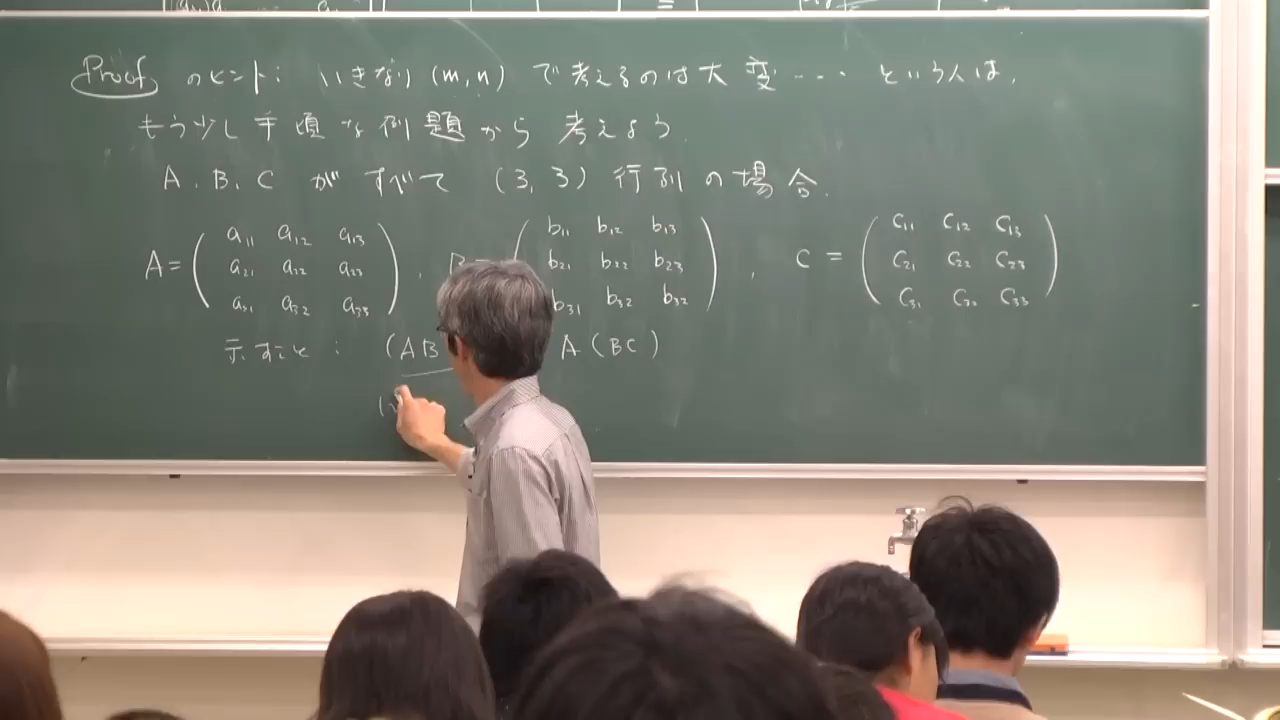 Proof のヒント: いきなり (m,n) で考えるのは大変・・・ という人は,
もう少し手頃な例題から 考えよう.
A, B, C がすべて (3, 3) 行列の場合.
A = ( a11 a12 a13 , B = ( b11 b12 b13 , C = ( c11 c12 c13
a21 a22 a23 b21 b22 b23 c21 c22 c23
a31 a32 a33 ) b31 b32 b32 ) c31 c32 c33 )
示すこと : (AB A(BC)